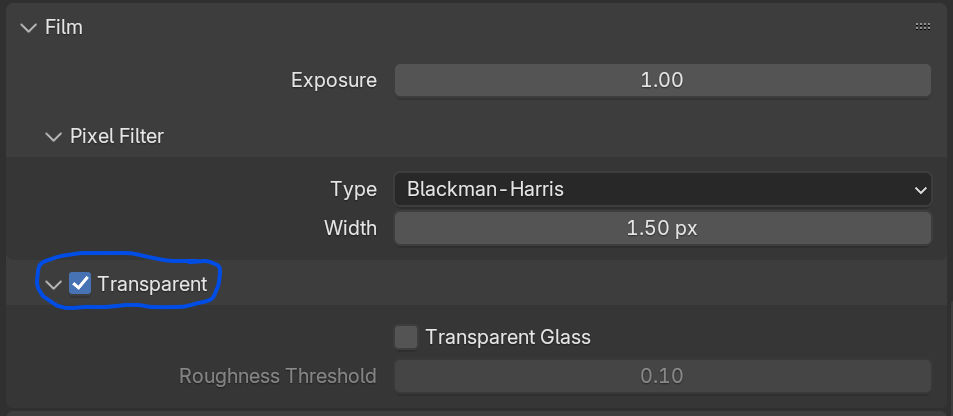 Film
Exposure 1.00
Pixel Filter
Type Blackman-Harris
Width 1.50 px
Transparent
Transparent Glass
Roughness Threshold 0.10